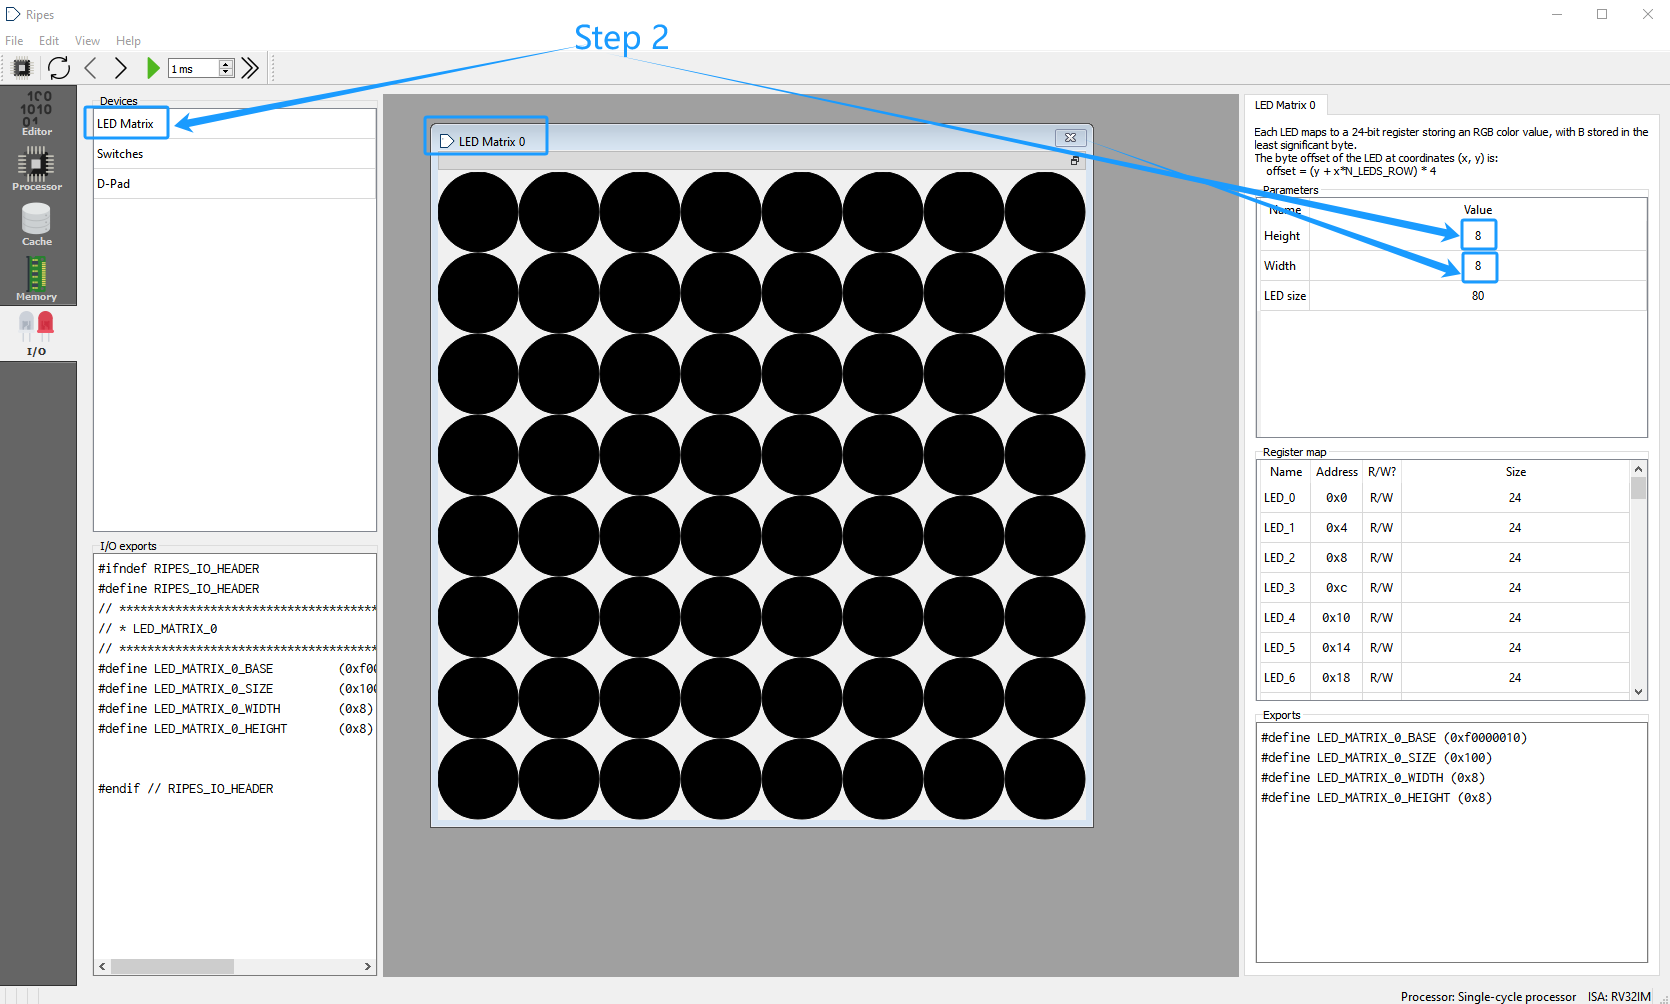 Ripes
File Edit View Help
Step 2
1 ms
100
1010
01
Editor
Processor
Cache
Memory
I/O
Devices
LED Matrix
Switches
D-Pad
I/O exports
#ifndef RIPES_IO_HEADER
#define RIPES_IO_HEADER
// *************************************
// * LED_MATRIX_0
// *************************************
#define LED_MATRIX_0_BASE (0xf00
#define LED_MATRIX_0_SIZE (0x100
#define LED_MATRIX_0_WIDTH (0x8)
#define LED_MATRIX_0_HEIGHT (0x8)
#endif // RIPES_IO_HEADER
LED Matrix 0
LED Matrix 0
Each LED maps to a 24-bit register storing an RGB color value, with B stored in the
least significant byte.
The byte offset of the LED at coordinates (x, y) is:
offset = (y + x*N_LEDS_ROW) * 4
Parameters
Name Value
Height 8
Width 8
LED size 80
Register map
Name Address R/W? Size
LED_0 0x0 R/W 24
LED_1 0x4 R/W 24
LED_2 0x8 R/W 24
LED_3 0xc R/W 24
LED_4 0x10 R/W 24
LED_5 0x14 R/W 24
LED_6 0x18 R/W 24
Exports
#define LED_MATRIX_0_BASE (0xf0000010)
#define LED_MATRIX_0_SIZE (0x100)
#define LED_MATRIX_0_WIDTH (0x8)
#define LED_MATRIX_0_HEIGHT (0x8)
Processor: Single-cycle processor ISA: RV32IM